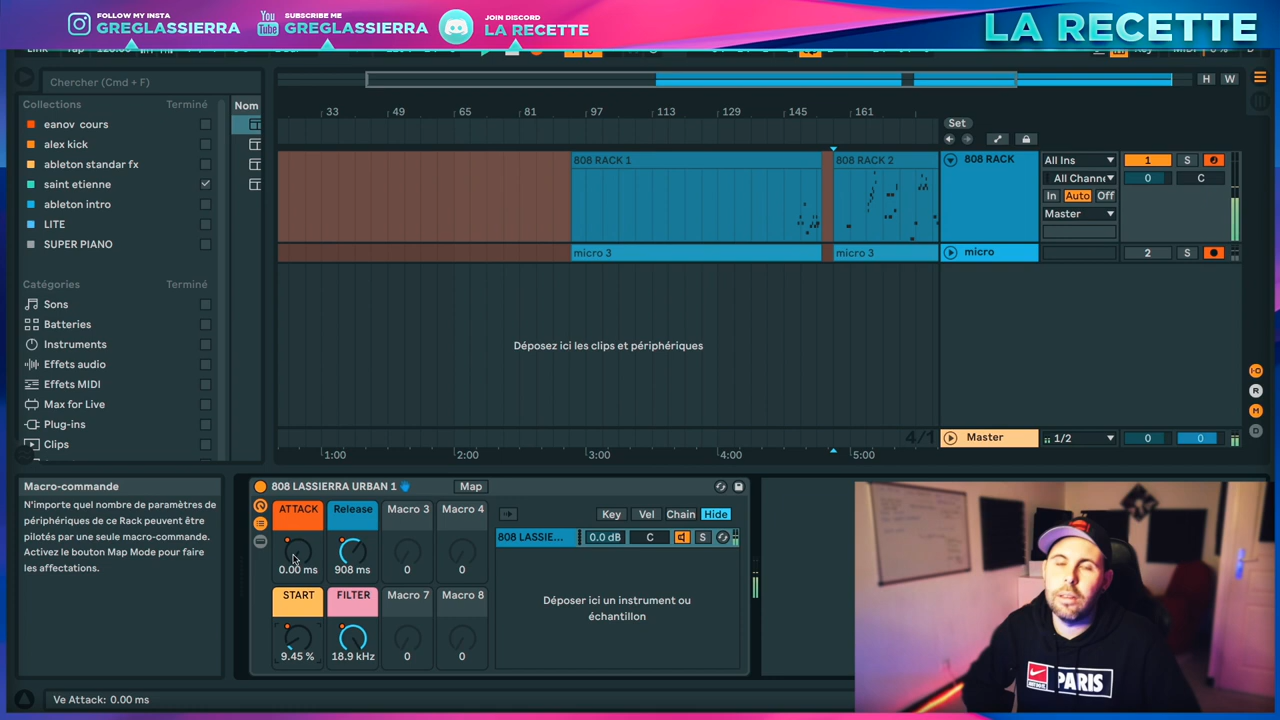 FOLLOW MY INSTA
GREGLASSIERRA
SUBSCRIBE ME
GREGLASSIERRA
JOIN DISCORD
LA RECETTE
LA RECETTE
Chercher (Cmd + F)
H W
Collections Terminé Nom
eanov cours
alex kick
ableton standar fx
saint etienne
ableton intro
LITE
SUPER PIANO
Catégories Terminé
Sons
Batteries
Instruments
Effets audio
Effets MIDI
Max for Live
Plug-ins
Clips
33 49 65 81 97 113 129 145 161
Set
808 RACK 1 808 RACK 2 808 RACK All Ins 1 S
All Channe 0 C
In Auto Off
Master
micro 3 micro 3 micro 2 S
Déposez ici les clips et périphériques
R
M
D
4/1 Master 1/2 0 0
1:00 2:00 3:00 4:00 5:00
Macro-commande
N'importe quel nombre de paramètres de
périphériques de ce Rack peuvent être
pilotés par une seule macro-commande.
Activez le bouton Map Mode pour faire
les affectations.
808 LASSIERRA URBAN 1 Map
ATTACK Release Macro 3 Macro 4
0.00 ms 908 ms 0 0
START FILTER Macro 7 Macro 8
9.45 % 18.9 kHz 0 0
Key Vel Chain Hide
808 LASSIE... 0.0 dB C S
Déposer ici un instrument ou
échantillon
PARIS
Ve Attack: 0.00 ms